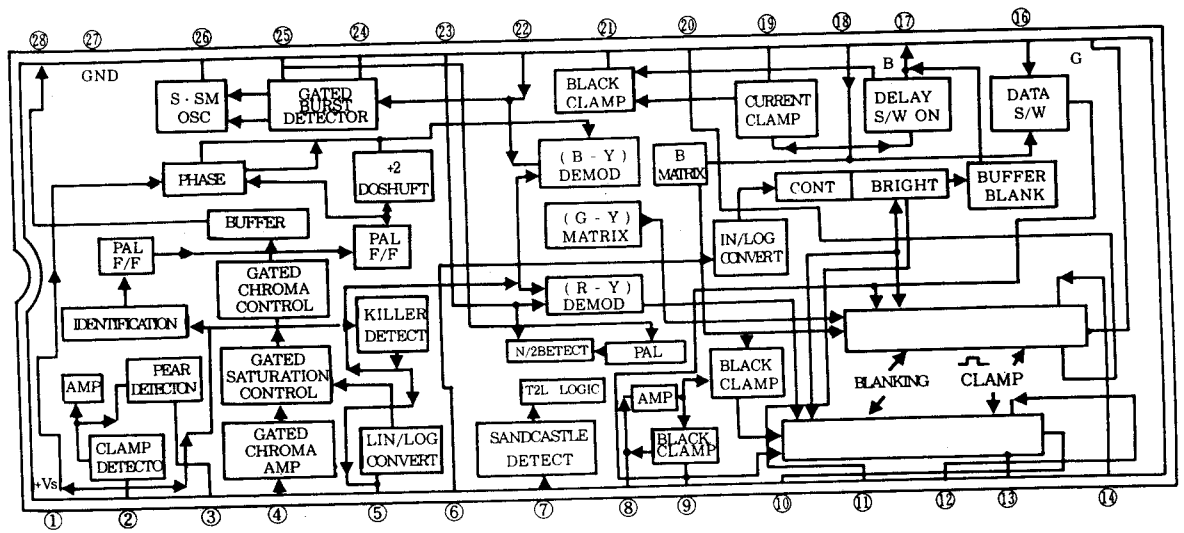 28 27 26 25 24 23 22 21 20 19 18 17 16
GND
B
G
S·SM
OSC
GATED
BURST
DETECTOR
BLACK
CLAMP
CURRENT
CLAMP
DELAY
S/W ON
DATA
S/W
PHASE
+2
DOSHUFT
(B-Y)
DEMOD
B
MATRIX
CONT
BRIGHT
BUFFER
BLANK
BUFFER
PAL
F/F
PAL
F/F
(G-Y)
MATRIX
IN/LOG
CONVERT
GATED
CHROMA
CONTROL
(R-Y)
DEMOD
IDENTIFICATION
KILLER
DETECT
N/2BETECT
PAL
AMP
PEAR
DETECTION
GATED
SATURATION
CONTROL
T2L LOGIC
AMP
BLACK
CLAMP
BLANKING
CLAMP
CLAMP
DETECTO
GATED
CHROMA
AMP
LIN/LOG
CONVERT
SANDCASTLE
DETECT
BLACK
CLAMP
+Vs
1 2 3 4 5 6 7 8 9 10 11 12 13 14